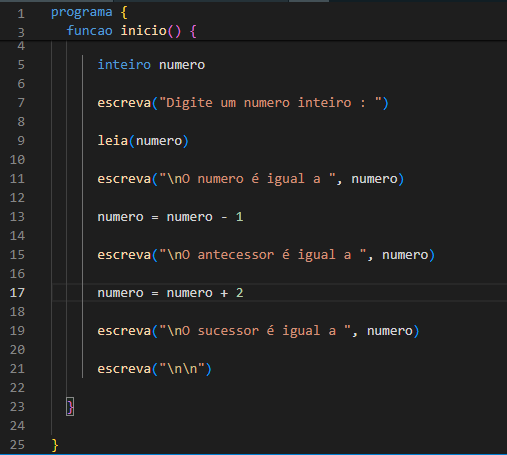 1 programa {
3 funcao inicio() {
4
5 inteiro numero
6
7 escreva("Digite um numero inteiro : ")
8
9 leia(numero)
10
11 escreva("\nO numero é igual a ", numero)
12
13 numero = numero - 1
14
15 escreva("\nO antecessor é igual a ", numero)
16
17 numero = numero + 2
18
19 escreva("\nO sucessor é igual a ", numero)
20
21 escreva("\n\n")
22
23 }
24
25 }